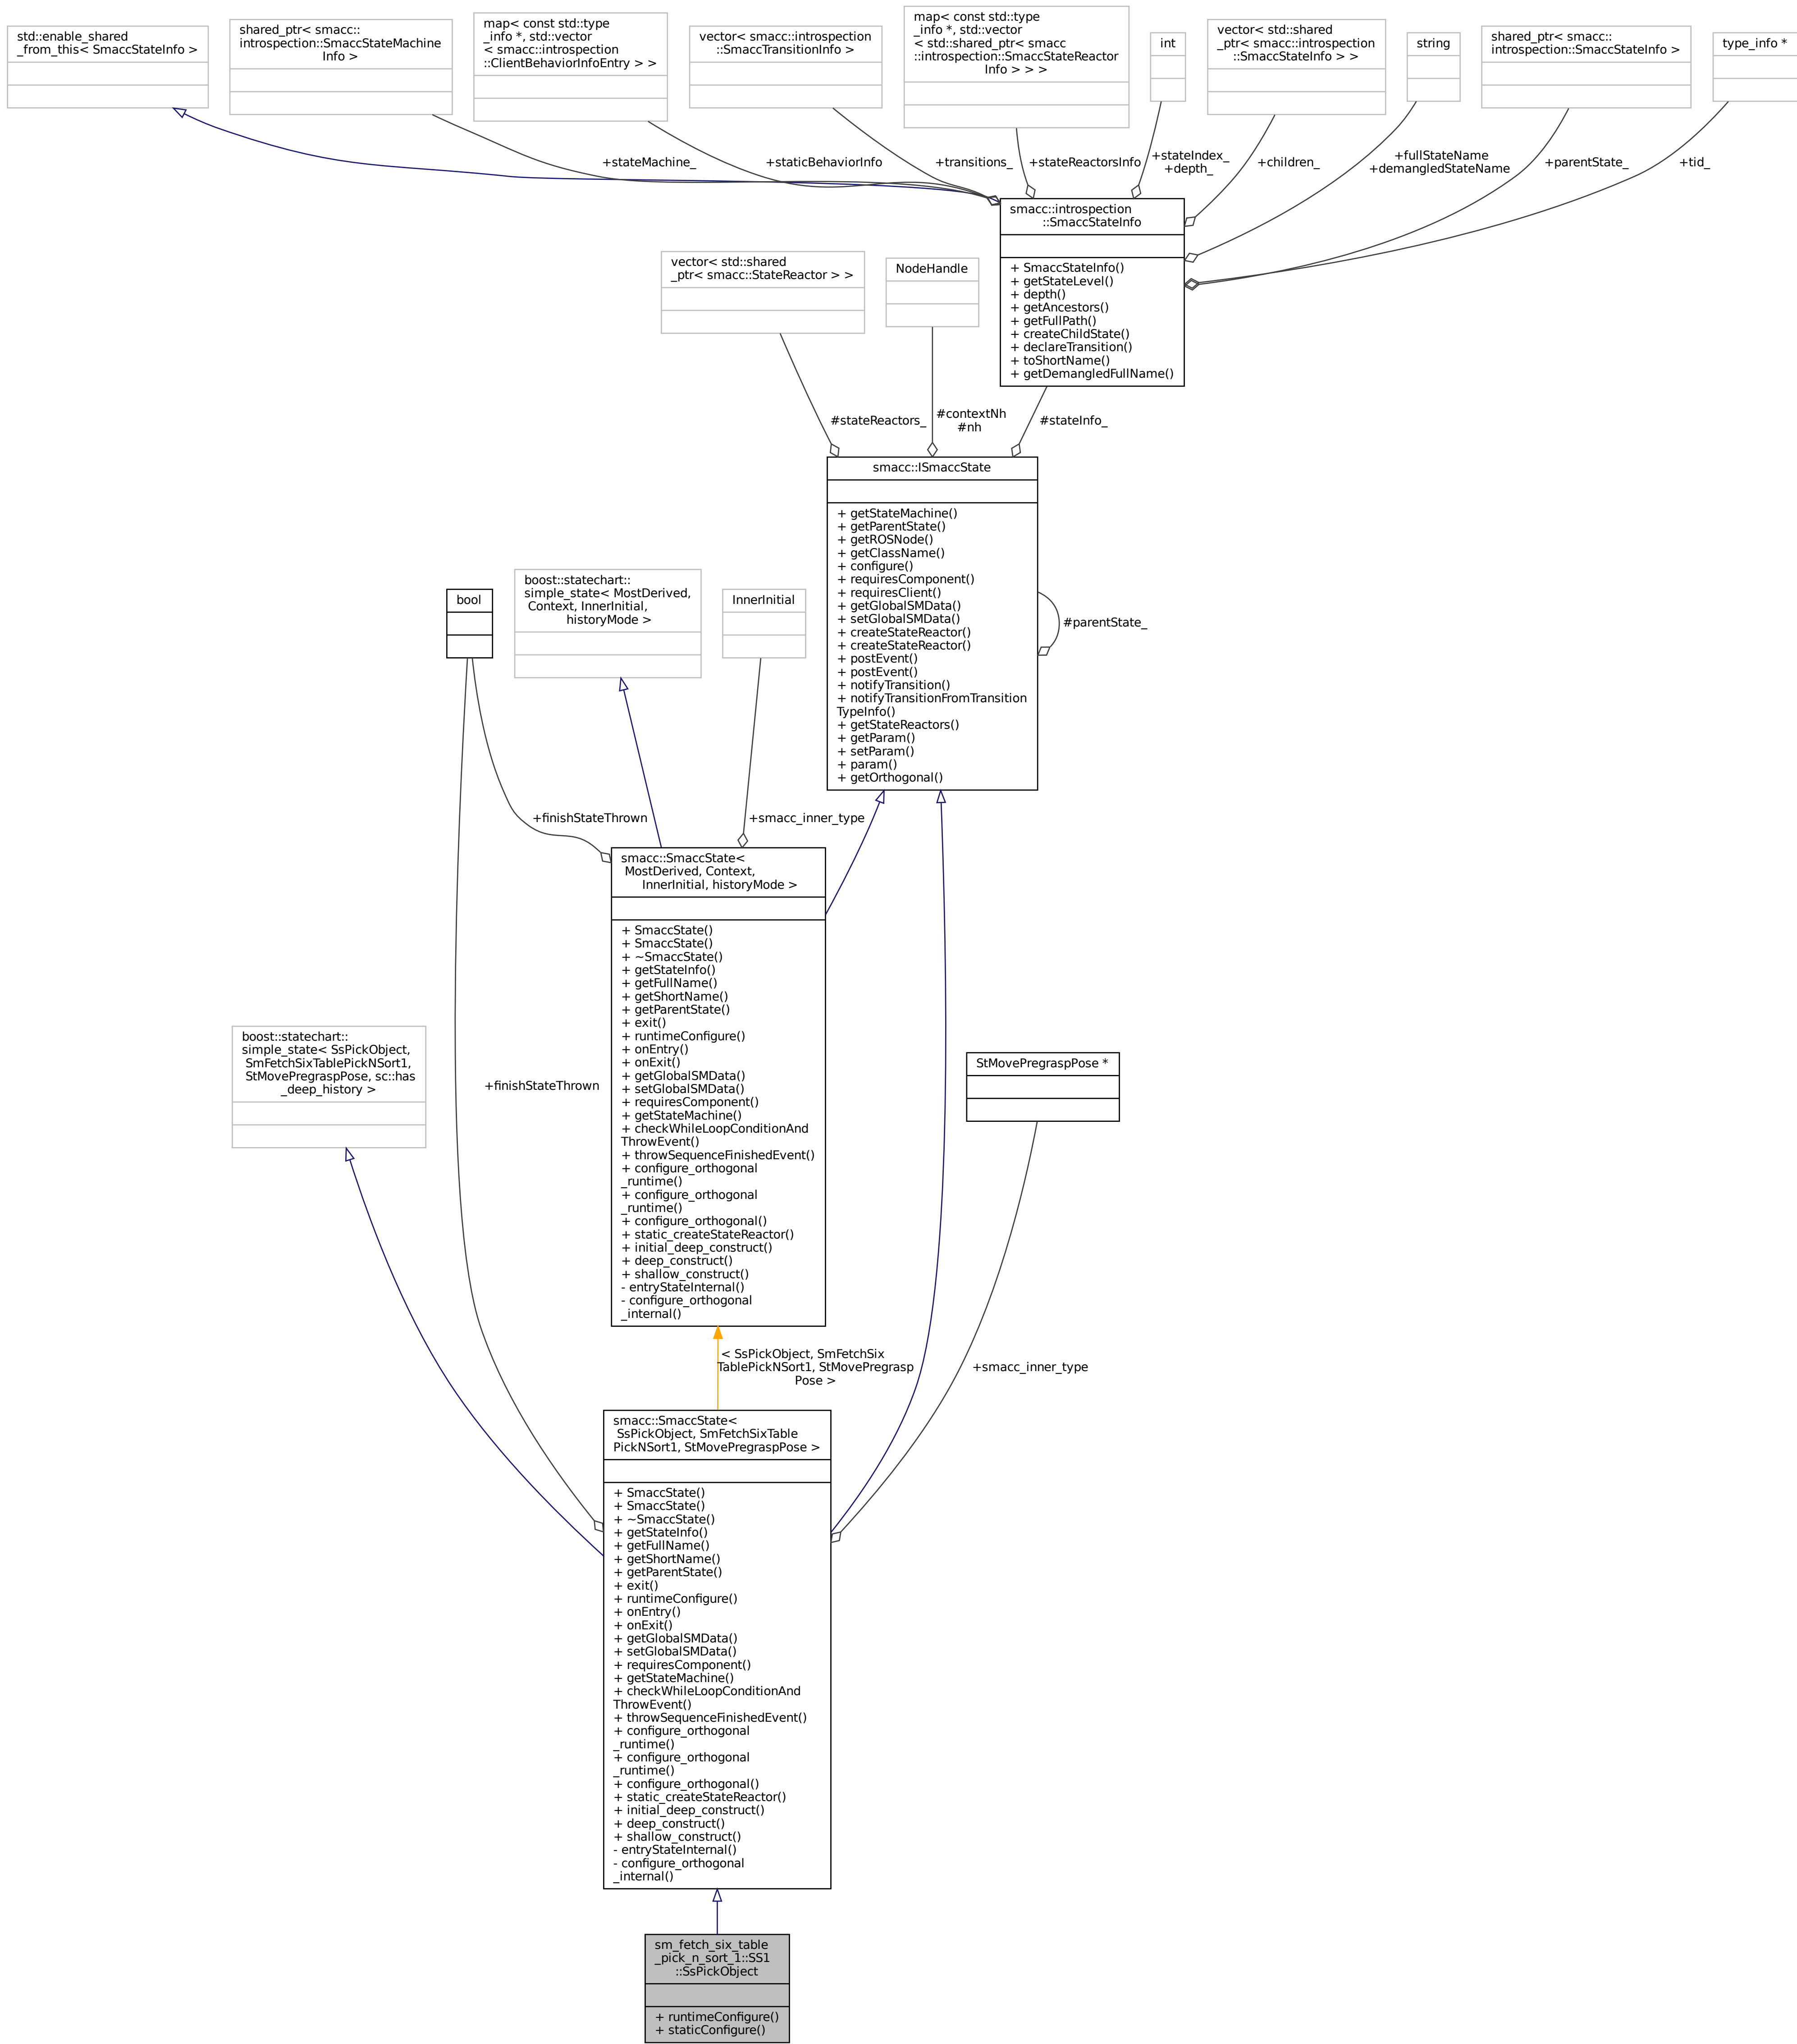 std::enable_shared
_from_this< SmaccStateInfo >
shared_ptr< smacc::
introspection::SmaccStateMachine
Info >
map< const std::type
_info *, std::vector
< smacc::introspection
::ClientBehaviorInfoEntry > >
vector< smacc::introspection
::SmaccTransitionInfo >
map< const std::type
_info *, std::vector
< std::shared_ptr< smacc
::introspection::SmaccStateReactor
Info > > >
int
vector< std::shared
_ptr< smacc::introspection
::SmaccStateInfo > >
string
shared_ptr< smacc::
introspection::SmaccStateInfo >
type_info *
+stateMachine_
+staticBehaviorInfo
+transitions_
+stateReactorsInfo
+stateIndex_
+depth_
+children_
+fullStateName
+demangledStateName
+parentState_
+tid_
smacc::introspection
::SmaccStateInfo
+ SmaccStateInfo()
+ getStateLevel()
+ depth()
+ getAncestors()
+ getFullPath()
+ createChildState()
+ declareTransition()
+ toShortName()
+ getDemangledFullName()
vector< std::shared
_ptr< smacc::StateReactor > >
NodeHandle
#stateReactors_
#contextNh
#nh
#stateInfo_
smacc::ISmaccState
+ getStateMachine()
+ getParentState()
+ getROSNode()
+ getClassName()
+ configure()
+ requiresComponent()
+ requiresClient()
+ getGlobalSMData()
+ setGlobalSMData()
+ createStateReactor()
+ createStateReactor()
+ postEvent()
+ postEvent()
+ notifyTransition()
+ notifyTransitionFromTransition
TypeInfo()
+ getStateReactors()
+ getParam()
+ setParam()
+ param()
+ getOrthogonal()
#parentState_
bool
boost::statechart::
simple_state< MostDerived,
Context, InnerInitial,
historyMode >
InnerInitial
+finishStateThrown
+smacc_inner_type
smacc::SmaccState<
MostDerived, Context,
InnerInitial, historyMode >
+ SmaccState()
+ SmaccState()
+ ~SmaccState()
+ getStateInfo()
+ getFullName()
+ getShortName()
+ getParentState()
+ exit()
+ runtimeConfigure()
+ onEntry()
+ onExit()
+ getGlobalSMData()
+ setGlobalSMData()
+ requiresComponent()
+ getStateMachine()
+ checkWhileLoopConditionAnd
ThrowEvent()
+ throwSequenceFinishedEvent()
+ configure_orthogonal
_runtime()
+ configure_orthogonal
_runtime()
+ configure_orthogonal()
+ static_createStateReactor()
+ initial_deep_construct()
+ deep_construct()
+ shallow_construct()
- entryStateInternal()
- configure_orthogonal
_internal()
boost::statechart::
simple_state< SsPickObject,
SmFetchSixTablePickNSort1,
StMovePregraspPose, sc::has
_deep_history >
+finishStateThrown
StMovePregraspPose *
< SsPickObject, SmFetchSix
TablePickNSort1, StMovePregrasp
Pose >
+smacc_inner_type
smacc::SmaccState<
SsPickObject, SmFetchSixTable
PickNSort1, StMovePregraspPose >
+ SmaccState()
+ SmaccState()
+ ~SmaccState()
+ getStateInfo()
+ getFullName()
+ getShortName()
+ getParentState()
+ exit()
+ runtimeConfigure()
+ onEntry()
+ onExit()
+ getGlobalSMData()
+ setGlobalSMData()
+ requiresComponent()
+ getStateMachine()
+ checkWhileLoopConditionAnd
ThrowEvent()
+ throwSequenceFinishedEvent()
+ configure_orthogonal
_runtime()
+ configure_orthogonal
_runtime()
+ configure_orthogonal()
+ static_createStateReactor()
+ initial_deep_construct()
+ deep_construct()
+ shallow_construct()
- entryStateInternal()
- configure_orthogonal
_internal()
sm_fetch_six_table
_pick_n_sort_1::SS1
::SsPickObject
+ runtimeConfigure()
+ staticConfigure()